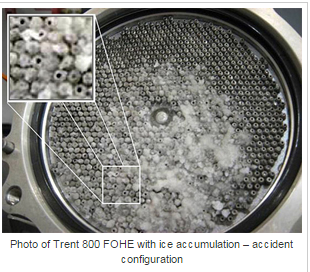 Photo of Trent 800 FOHE with ice accumulation – accident
configuration